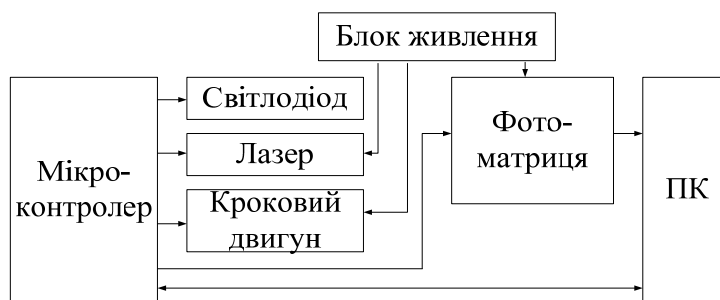 Блок живлення
Світлодіод
Лазер
Мікро-
контролер
Кроковий
двигун
Фото-
матриця
ПК